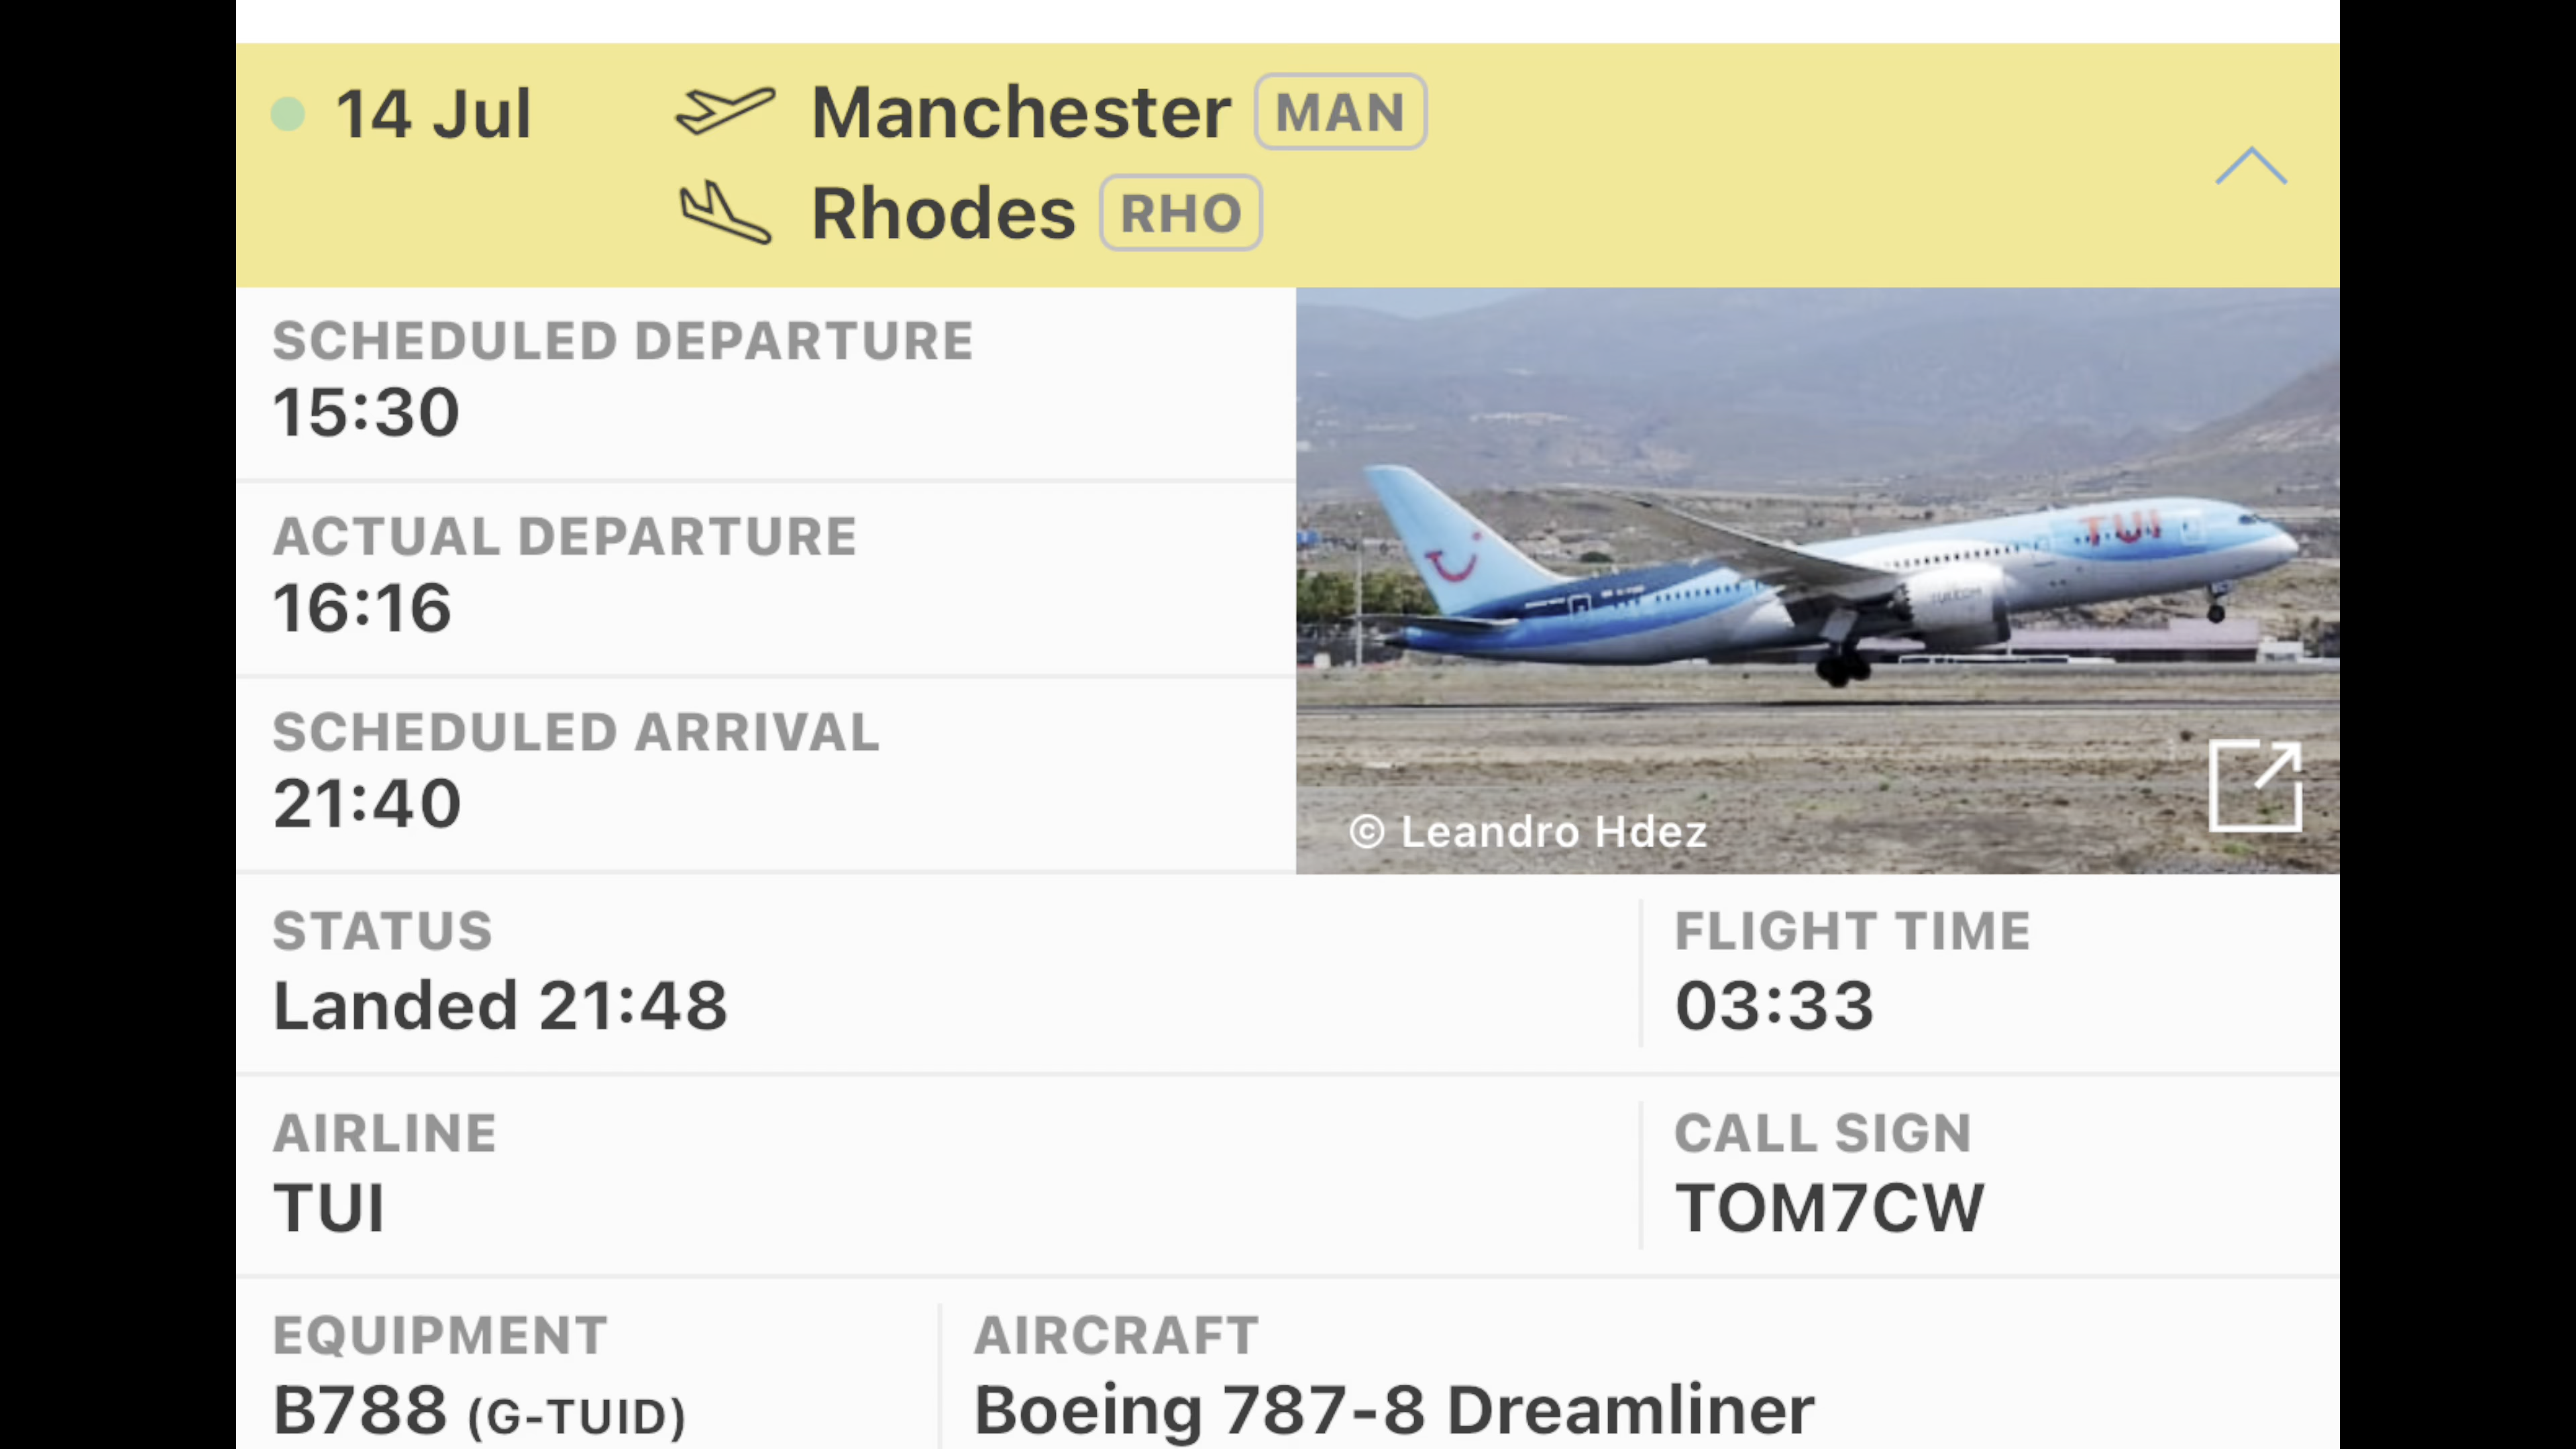 14 Jul
Manchester MAN
Rhodes RHO
SCHEDULED DEPARTURE
15:30
ACTUAL DEPARTURE
16:16
SCHEDULED ARRIVAL
21:40
TUI
© Leandro Hdez
STATUS
Landed 21:48
FLIGHT TIME
03:33
AIRLINE
TUI
CALL SIGN
TOM7CW
EQUIPMENT
B788 (G-TUID)
AIRCRAFT
Boeing 787-8 Dreamliner